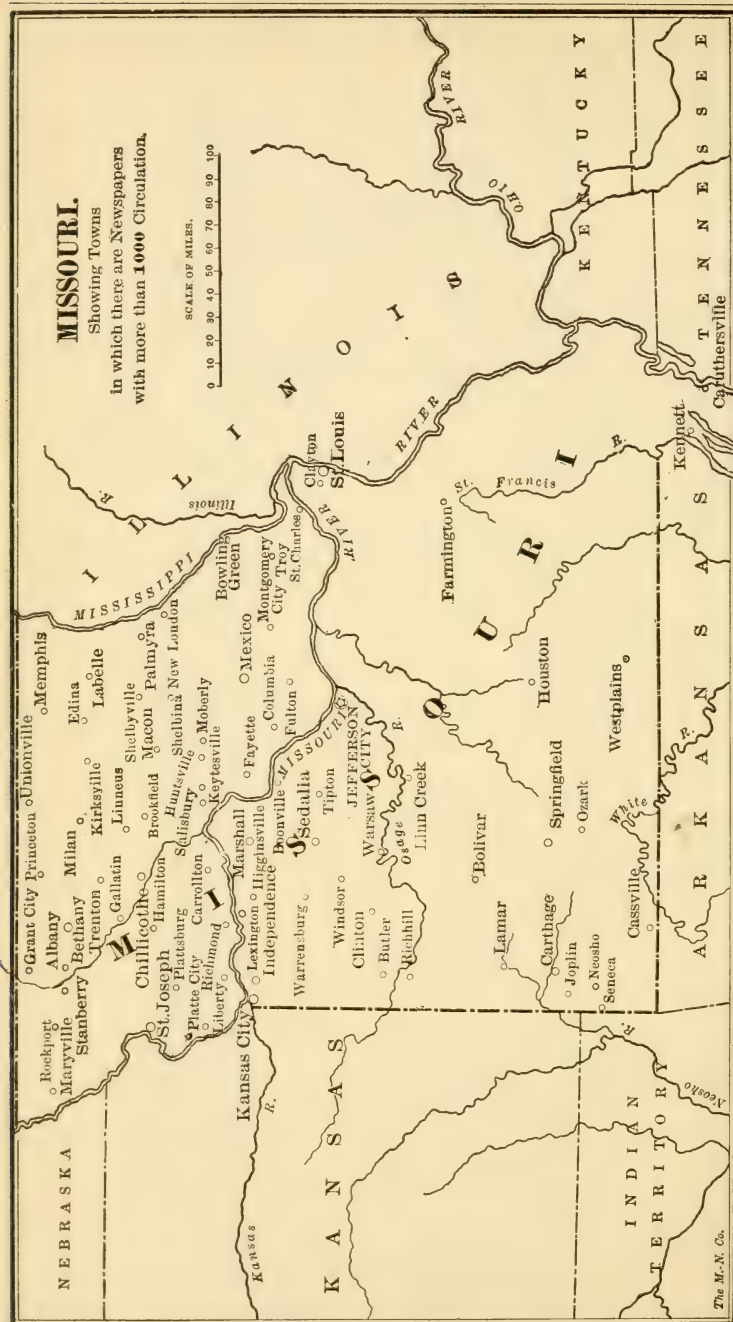 MISSOURI.
Showing Towns
in which there are Newspapers
with more than 1000 Circulation.
SCALE OF MILES.
0 10 20 30 40 50 60 70 80 90 100
NEBRASKA
Rockport
Maryville
Stanberry
Grant City
Albany
Bethany
Princeton
Unionville
Memphis
Milan
Trenton
Kirksville
Edina
Labelle
Gallatin
Linneus
Chillicothe
Hamilton
Brookfield
Macon
Shelbyville
Palmyra
Shelbina
New London
St. Joseph
Plattsburg
Platte City
Richmond
Liberty
Carrollton
Salisbury
Huntsville
Keytesville
Moberly
Kansas City
Independence
Lexington
Higginsville
Marshall
Fayette
Mexico
Bowling
Green
Montgomery
City
Troy
St. Charles
Columbia
Fulton
Boonville
Warrensburg
Sedalia
Tipton
JEFFERSON
CITY
Windsor
Clinton
Warsaw
Butler
Richhill
Linn Creek
Clayton
St. Louis
Bolivar
Farmington
Lamar
Carthage
Joplin
Neosho
Seneca
Springfield
Ozark
Houston
Westplains
Cassville
Kennett
Caruthersville
MISSOURI
ILLINOIS
KENTUCKY
TENNESSEE
ARKANSAS
KANSAS
INDIAN
TERRITORY
MISSISSIPPI
RIVER
Illinois R.
MISSOURI
RIVER
OHIO
RIVER
Osage R.
St. Francis R.
White R.
Kansas R.
Neosho R.
The M.-N. Co.